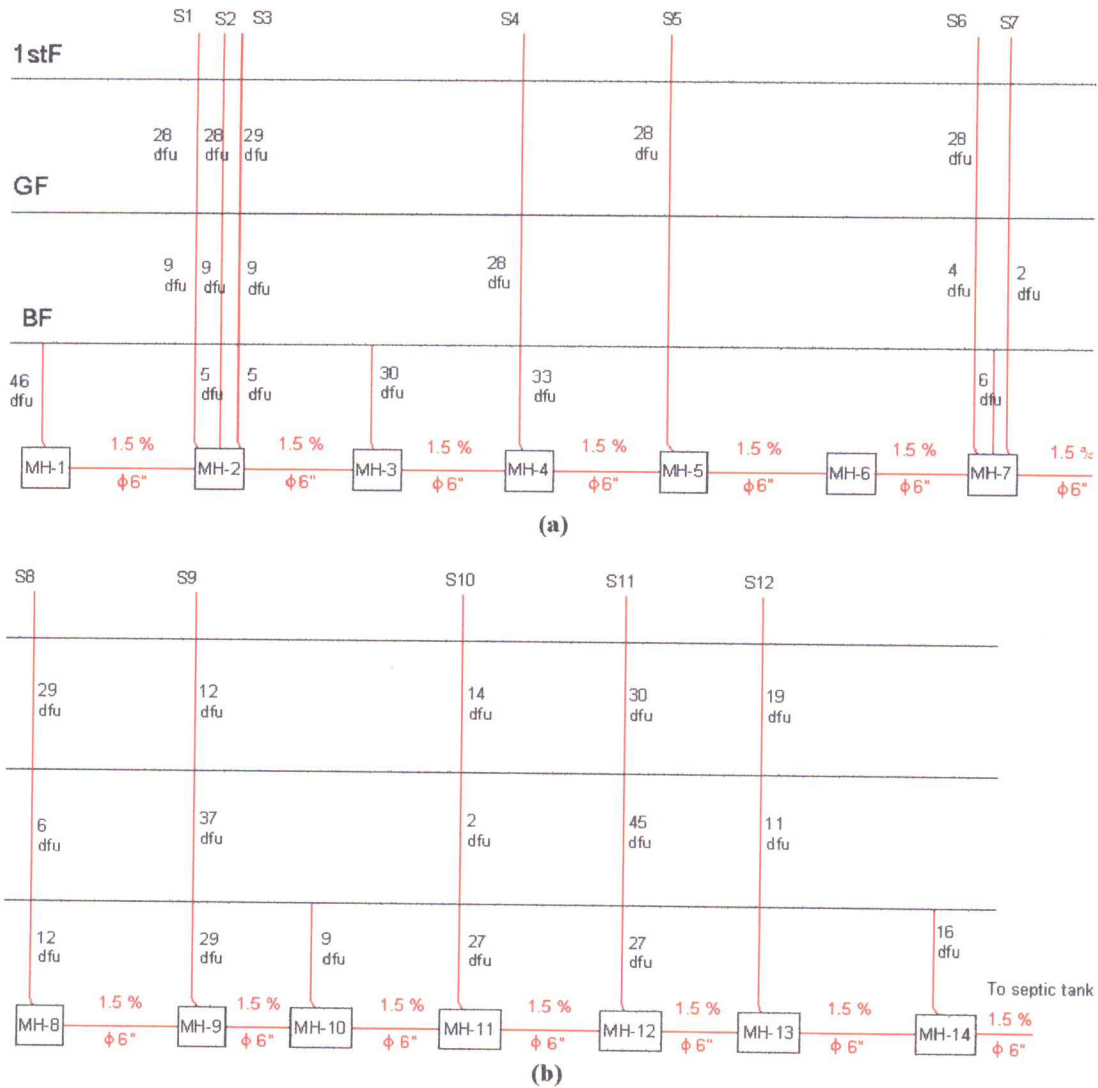 S1 S2 S3 S4 S5 S6 S7
1stF
28 28 29 28 28
dfu dfu dfu dfu dfu
GF
9 9 9 28 4 2
dfu dfu dfu dfu dfu dfu
BF
46 5 5 30 33 6
dfu dfu dfu dfu dfu dfu
1.5 % 1.5 % 1.5 % 1.5 % 1.5 % 1.5 % 1.5 %
MH-1 MH-2 MH-3 MH-4 MH-5 MH-6 MH-7
ϕ6" ϕ6" ϕ6" ϕ6" ϕ6" ϕ6" ϕ6"
(a)
S8 S9 S10 S11 S12
29 12 14 30 19
dfu dfu dfu dfu dfu
6 37 2 45 11
dfu dfu dfu dfu dfu
12 29 9 27 27 16
dfu dfu dfu dfu dfu dfu
To septic tank
1.5 % 1.5 % 1.5 % 1.5 % 1.5 % 1.5 % 1.5 %
MH-8 MH-9 MH-10 MH-11 MH-12 MH-13 MH-14
ϕ6" ϕ6" ϕ6" ϕ6" ϕ6" ϕ6" ϕ6"
(b)